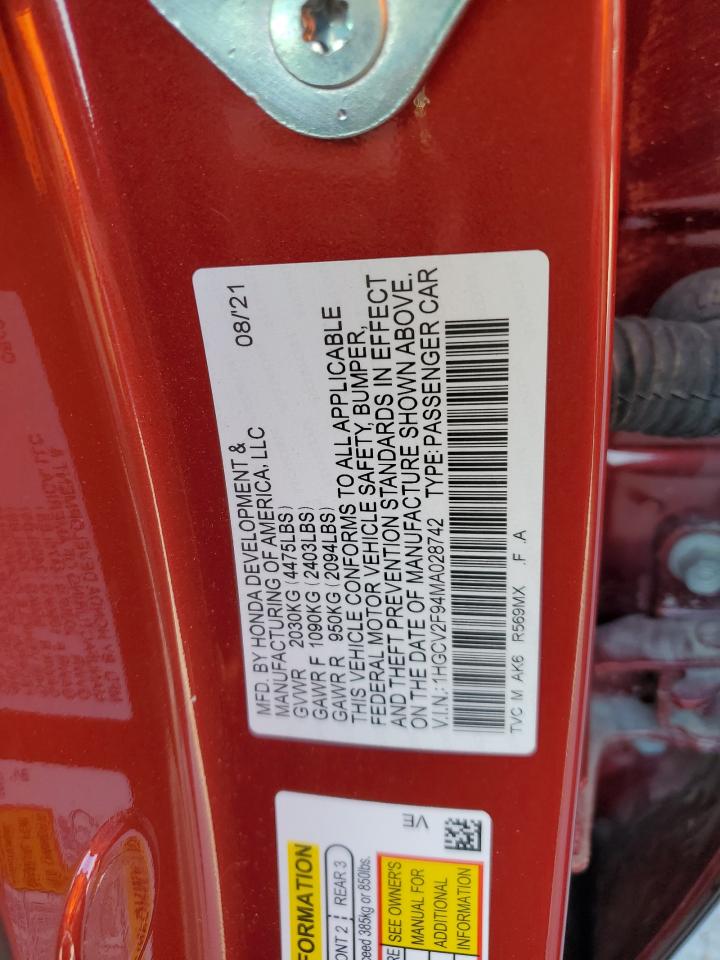 MFD. BY HONDA DEVELOPMENT & 08/'21
MANUFACTURING OF AMERICA, LLC
GVWR 2030KG (4475LBS)
GAWR F 1090KG (2403LBS)
GAWR R 950KG (2094LBS)
THIS VEHICLE CONFORMS TO ALL APPLICABLE
FEDERAL MOTOR VEHICLE SAFETY, BUMPER,
AND THEFT PREVENTION STANDARDS IN EFFECT
ON THE DATE OF MANUFACTURE SHOWN ABOVE.
V.I.N.: 1HGCV2F94MA028742 TYPE: PASSENGER CAR
TVC M AK6 R569MX .F .A
REAR 3
385kg or 850lbs.
SEE OWNER'S
MANUAL FOR
ADDITIONAL
INFORMATION